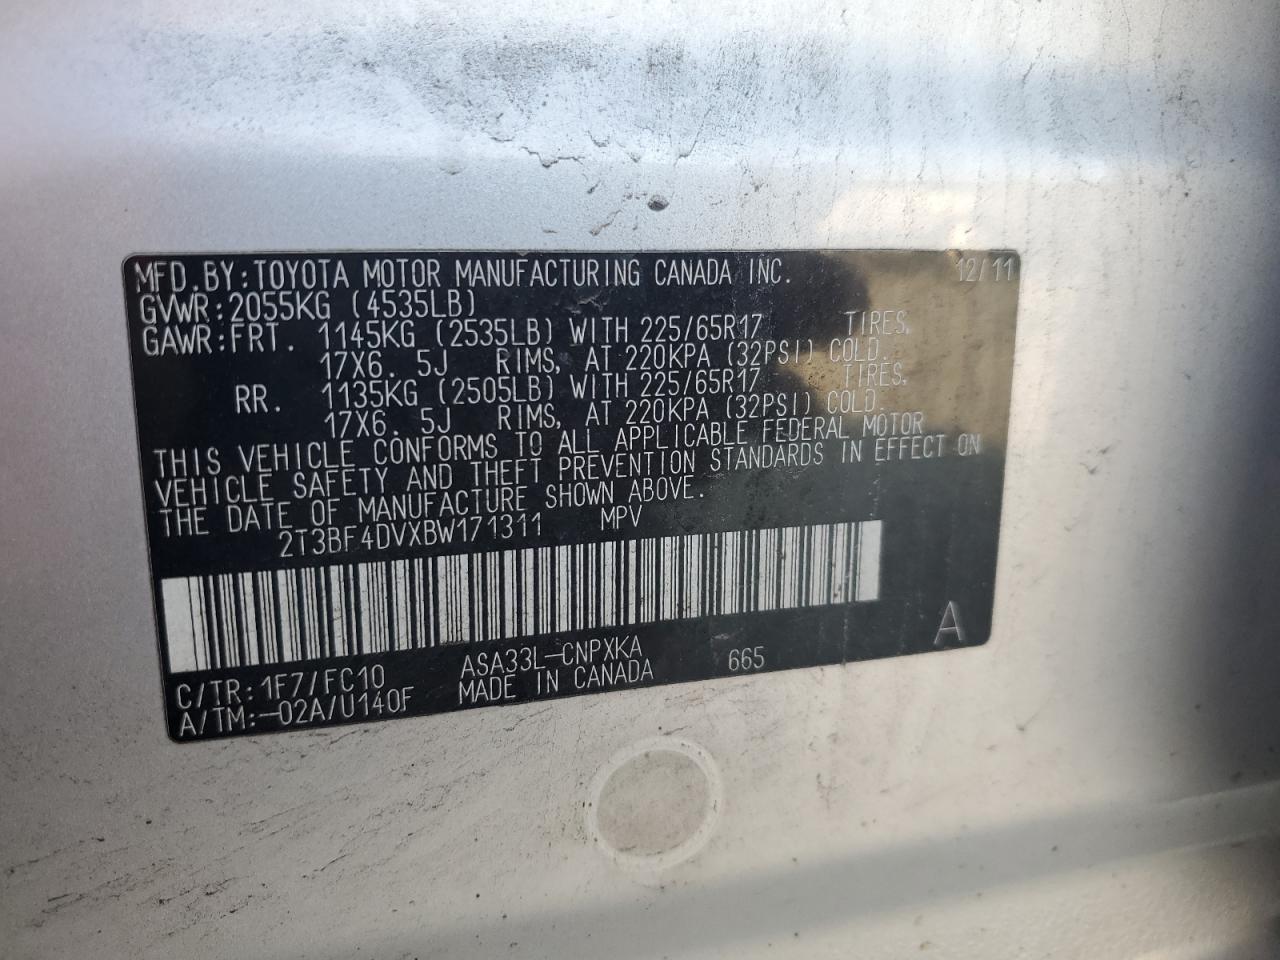 MFD.BY:TOYOTA MOTOR MANUFACTURING CANADA INC. 12/11
GVWR:2055KG (4535LB)
GAWR:FRT. 1145KG (2535LB) WITH 225/65R17 TIRES,
17X6. 5J RIMS, AT 220KPA (32PSI) COLD.
RR. 1135KG (2505LB) WITH 225/65R17 TIRES,
17X6. 5J RIMS, AT 220KPA (32PSI) COLD.
THIS VEHICLE CONFORMS TO ALL APPLICABLE FEDERAL MOTOR
VEHICLE SAFETY AND THEFT PREVENTION STANDARDS IN EFFECT ON
THE DATE OF MANUFACTURE SHOWN ABOVE.
2T3BF4DVXBW171311 MPV
A
C/TR:1F7/FC10 ASA33L-CNPXKA 665
A/TM:-02A/U140F MADE IN CANADA